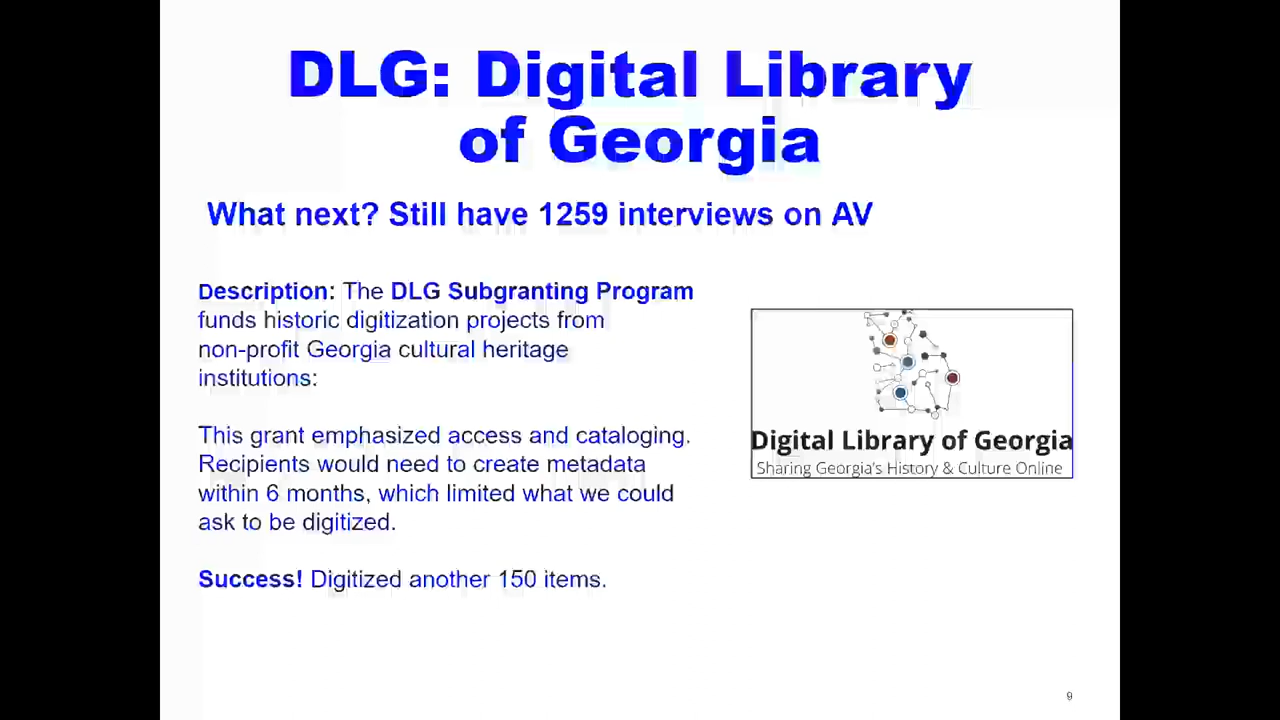 DLG: Digital Library
of Georgia
What next? Still have 1259 interviews on AV
Description: The DLG Subgranting Program
funds historic digitization projects from
non-profit Georgia cultural heritage
institutions:
This grant emphasized access and cataloging.
Recipients would need to create metadata
within 6 months, which limited what we could
ask to be digitized.
Success! Digitized another 150 items.
Digital Library of Georgia
Sharing Georgia's History & Culture Online
9